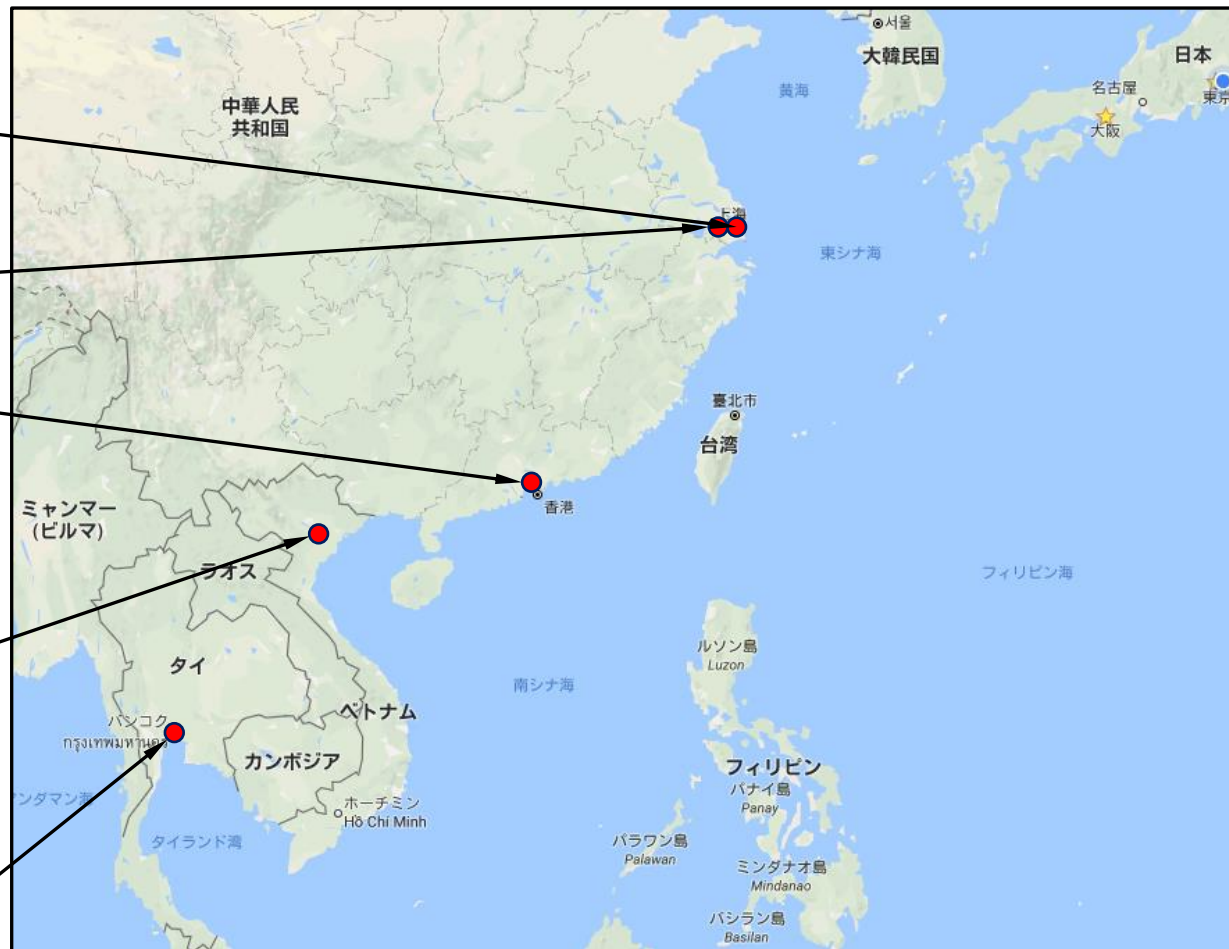 서울
大韓民国
日本
名古屋
東京
大阪
黄海
中華人民
共和国
上海
東シナ海
臺北市
台湾
香港
ミャンマー
(ビルマ)
ラオス
フィリピン海
ルソン島
Luzon
タイ
南シナ海
ベトナム
バンコク
กรุงเทพมหานคร
カンボジア
フィリピン
パナイ島
Panay
ンダマン海
ホーチミン
Hồ Chí Minh
タイランド湾
パラワン島
Palawan
ミンダナオ島
Mindanao
バシラン島
Basilan